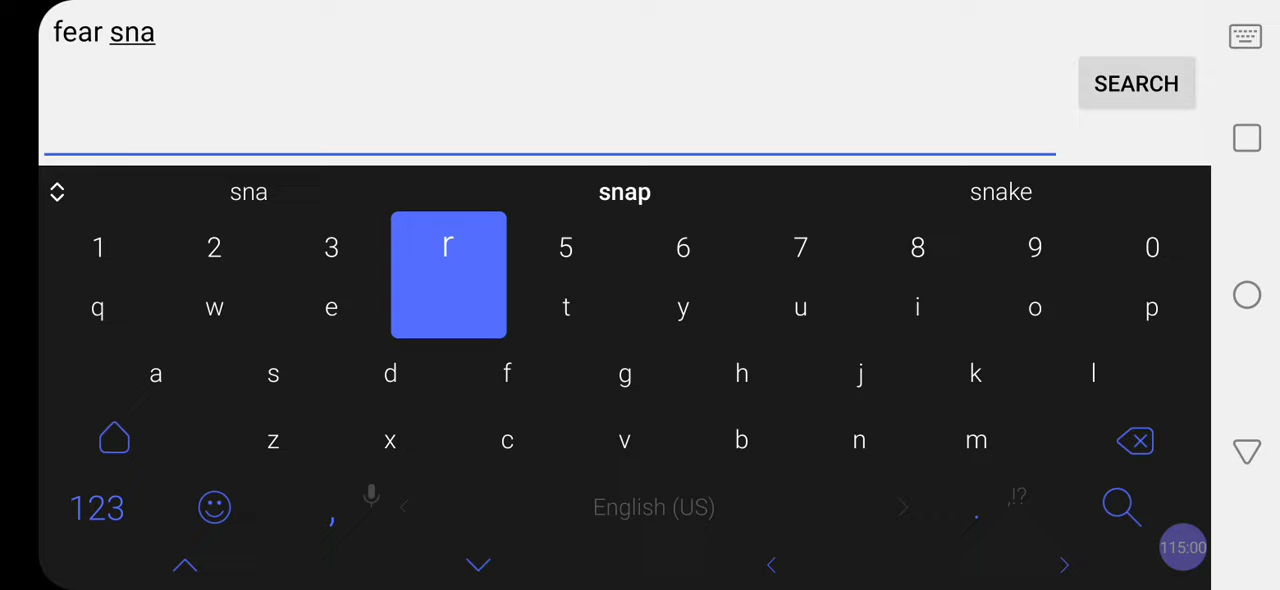 fear sna
SEARCH
sna snap snake
1 2 3 r 5 6 7 8 9 0
q w e t y u i o p
a s d f g h j k l
z x c v b n m
123 , English (US) . ,!?
115:00